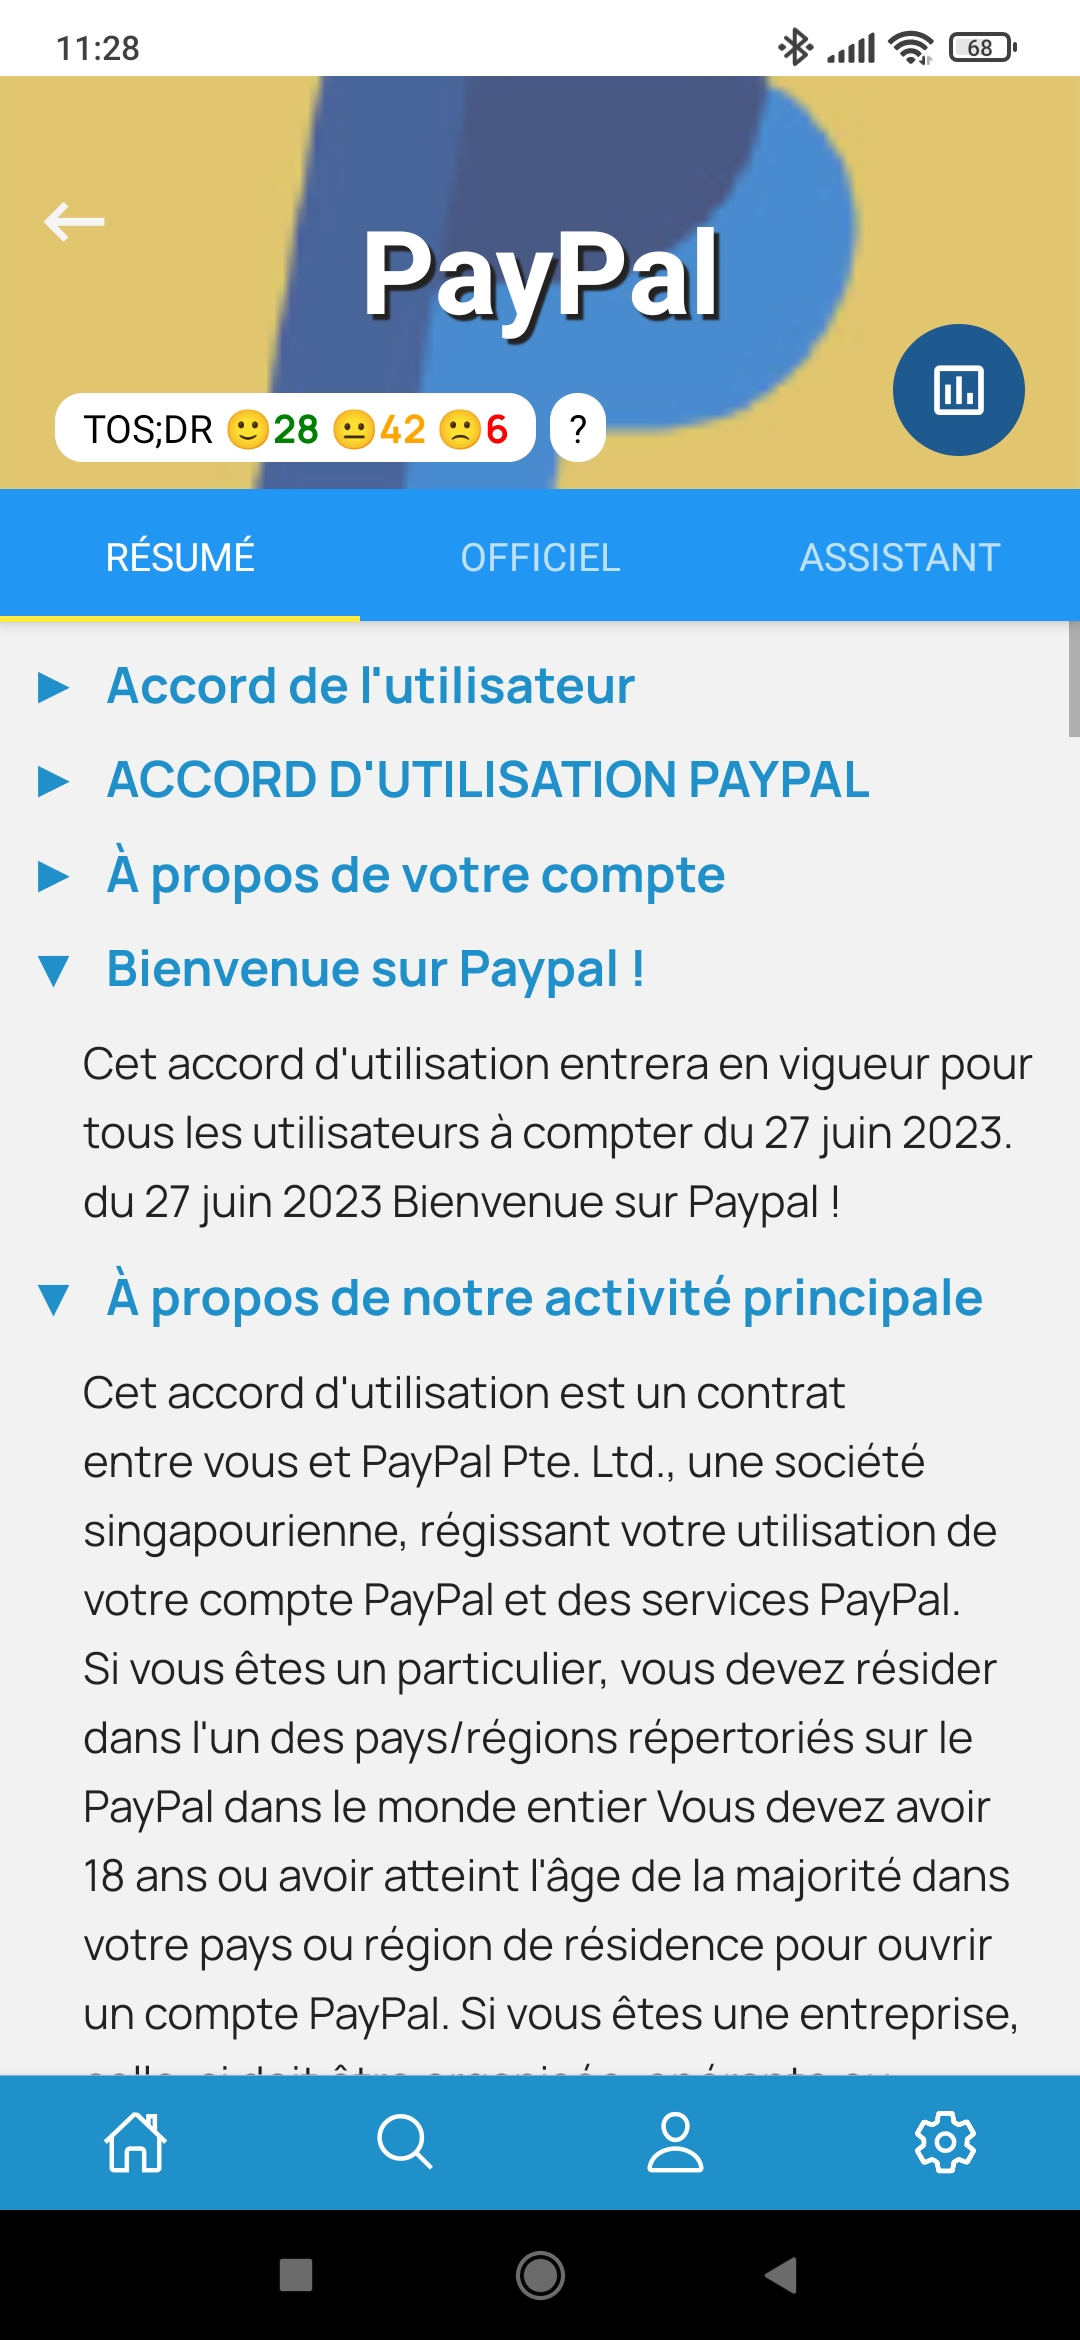 11:28
68
PayPal
TOS;DR 🙂28 😐42 🙁6 ?
RÉSUMÉ OFFICIEL ASSISTANT
▶ Accord de l'utilisateur
▶ ACCORD D'UTILISATION PAYPAL
▶ À propos de votre compte
▼ Bienvenue sur Paypal !
Cet accord d'utilisation entrera en vigueur pour
tous les utilisateurs à compter du 27 juin 2023.
du 27 juin 2023 Bienvenue sur Paypal !
▼ À propos de notre activité principale
Cet accord d'utilisation est un contrat
entre vous et PayPal Pte. Ltd., une société
singapourienne, régissant votre utilisation de
votre compte PayPal et des services PayPal.
Si vous êtes un particulier, vous devez résider
dans l'un des pays/régions répertoriés sur le
PayPal dans le monde entier Vous devez avoir
18 ans ou avoir atteint l'âge de la majorité dans
votre pays ou région de résidence pour ouvrir
un compte PayPal. Si vous êtes une entreprise,